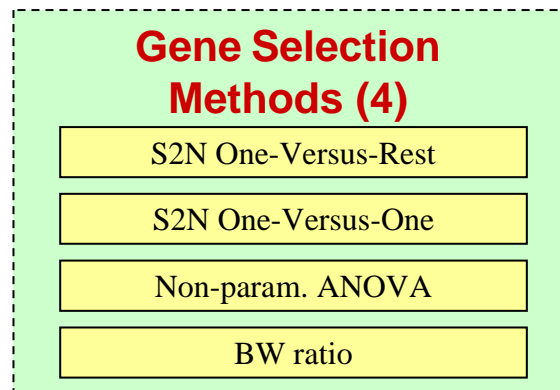 Gene Selection
Methods (4)
S2N One-Versus-Rest
S2N One-Versus-One
Non-param. ANOVA
BW ratio